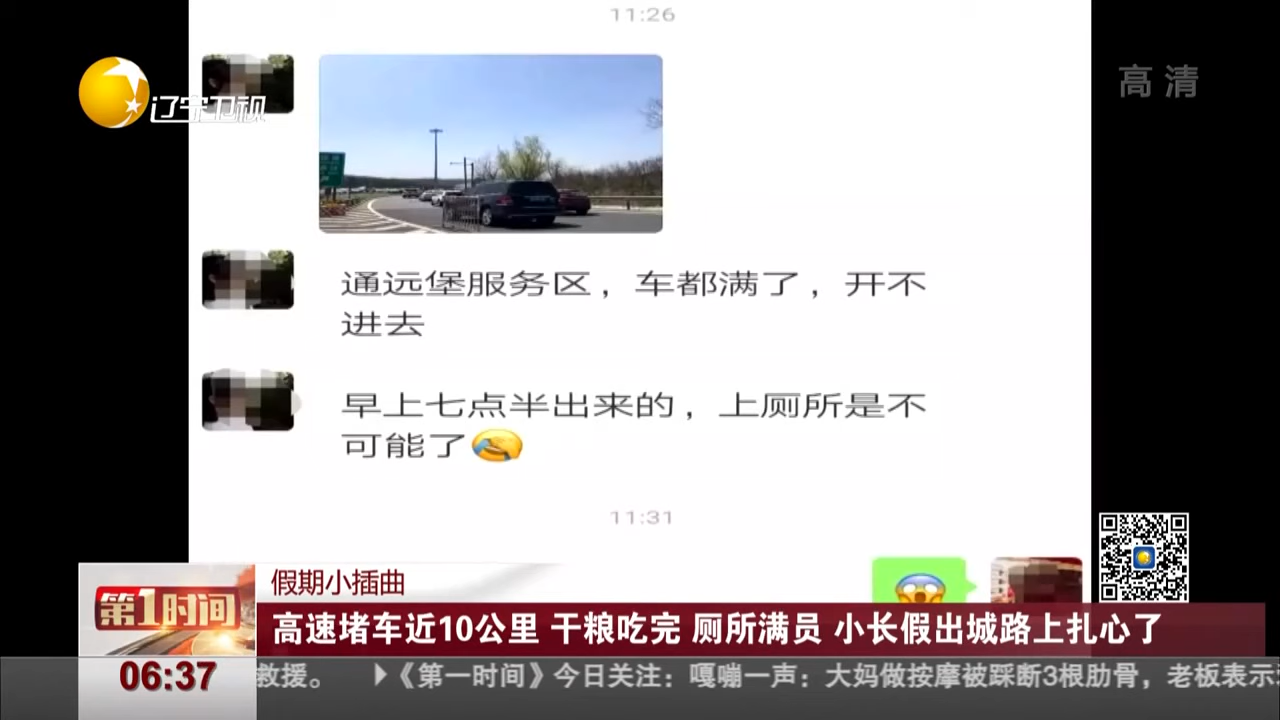 11:26
辽宁卫视
高清
通远堡服务区，车都满了，开不
进去
早上七点半出来的，上厕所是不
可能了
11:31
假期小插曲
第1时间
高速堵车近10公里 干粮吃完 厕所满员 小长假出城路上扎心了
06:37
救援。 《第一时间》今日关注：嘎嘣一声：大妈做按摩被踩断3根肋骨，老板表示